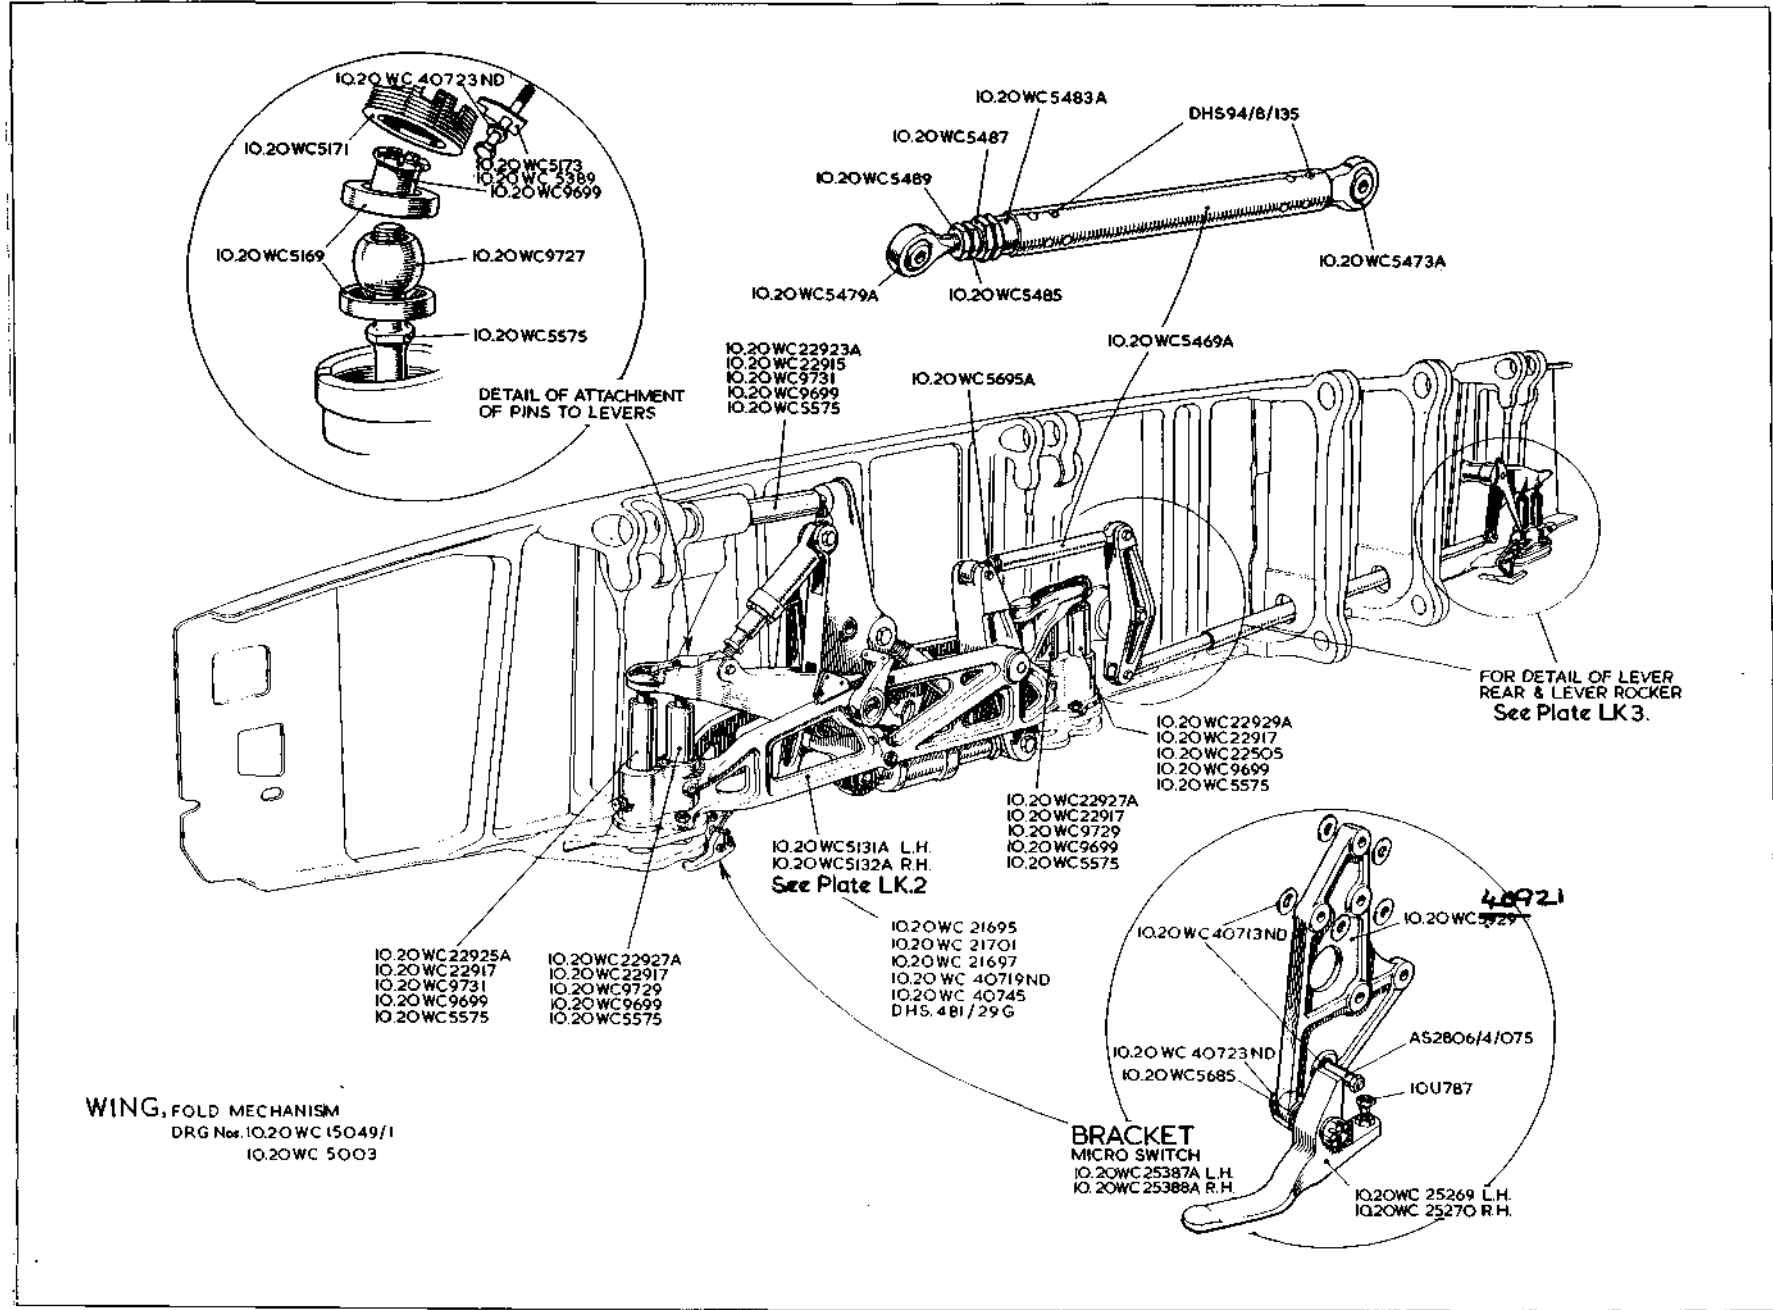 10.20 WC 40723ND
10.20WC5171
10.20WC5173
10.20WC 5389
10.20WC9699
10.20WC5169
10.20WC9727
10.20WC5575
DETAIL OF ATTACHMENT
OF PINS TO LEVERS
10.20WC5483A
10.20WC5487
10.20WC5489
DHS94/8/135
10.20WC5479A
10.20WC5485
10.20WC5473A
10.20WC5469A
10.20WC22923A
10.20WC22915
10.20WC9731
10.20WC9699
10.20WC5575
10.20WC5695A
FOR DETAIL OF LEVER
REAR & LEVER ROCKER
See Plate LK3.
10.20WC22929A
10.20WC22917
10.20WC22505
10.20WC9699
10.20WC5575
10.20WC22927A
10.20WC22917
10.20WC9729
10.20WC9699
10.20WC5575
10.20WC5131A L.H.
10.20WC5132A R.H.
See Plate LK.2
10.20WC 21695
10.20WC 21701
10.20WC 21697
10.20WC 40719ND
10.20WC 40745
DHS.481/29G
10.20WC22925A
10.20WC22917
10.20WC9731
10.20WC9699
10.20WC5575
10.20WC22927A
10.20WC22917
10.20WC9729
10.20WC9699
10.20WC5575
40921
10.20WC5929
10.20WC40713ND
10.20WC 40723ND
10.20WC5685
AS2806/4/075
10U787
BRACKET
MICRO SWITCH
10.20WC25387A L.H.
10.20WC25388A R.H.
10.20WC 25269 L.H.
10.20WC 25270 R.H.
WING, FOLD MECHANISM
DRG Nos. 10.20WC15049/1
10.20WC 5003